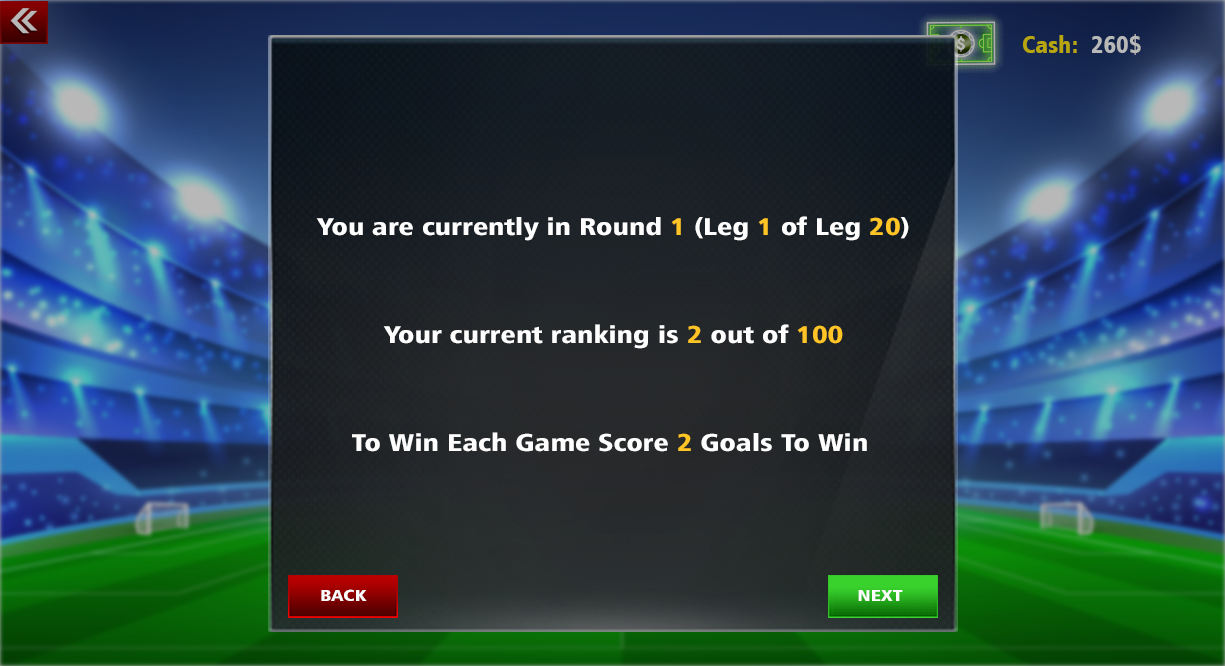 Cash: 260$
You are currently in Round 1 (Leg 1 of Leg 20)
Your current ranking is 2 out of 100
To Win Each Game Score 2 Goals To Win
BACK
NEXT